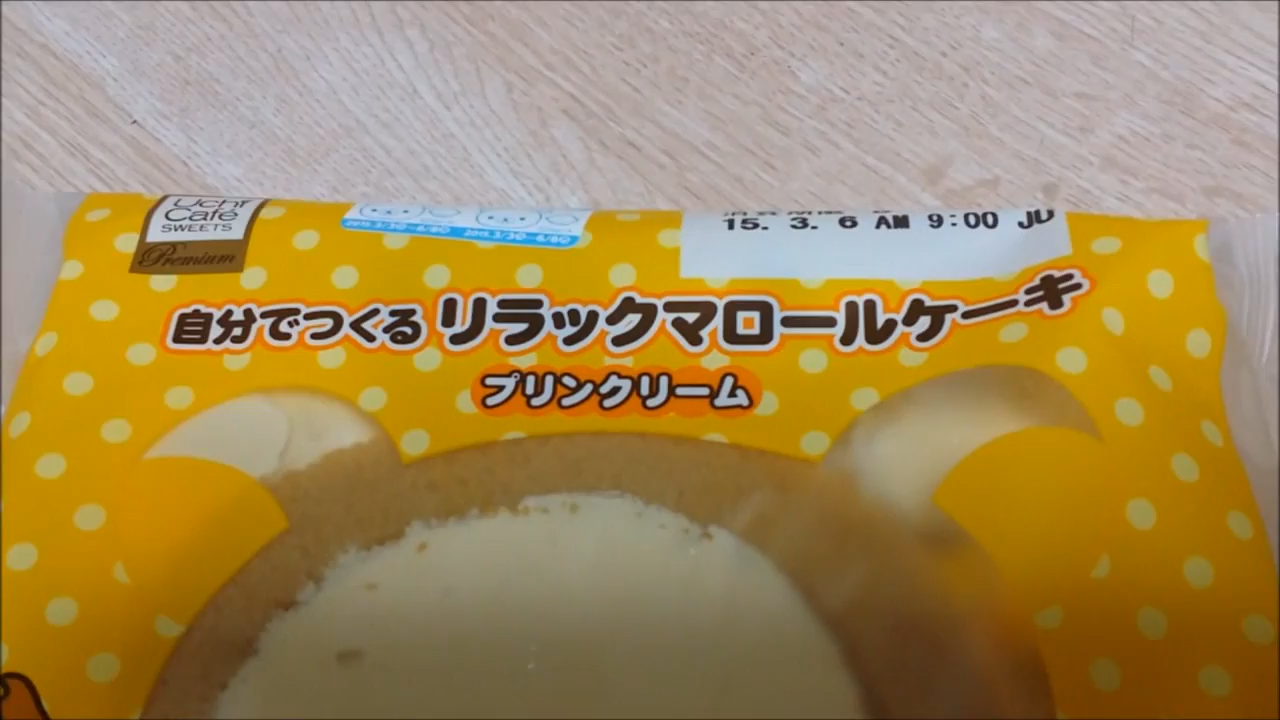 Uchi
Café
SWEETS
Premium
15. 3. 6 AM 9:00 JD
自分でつくるリラックマロールケーキ
プリンクリーム